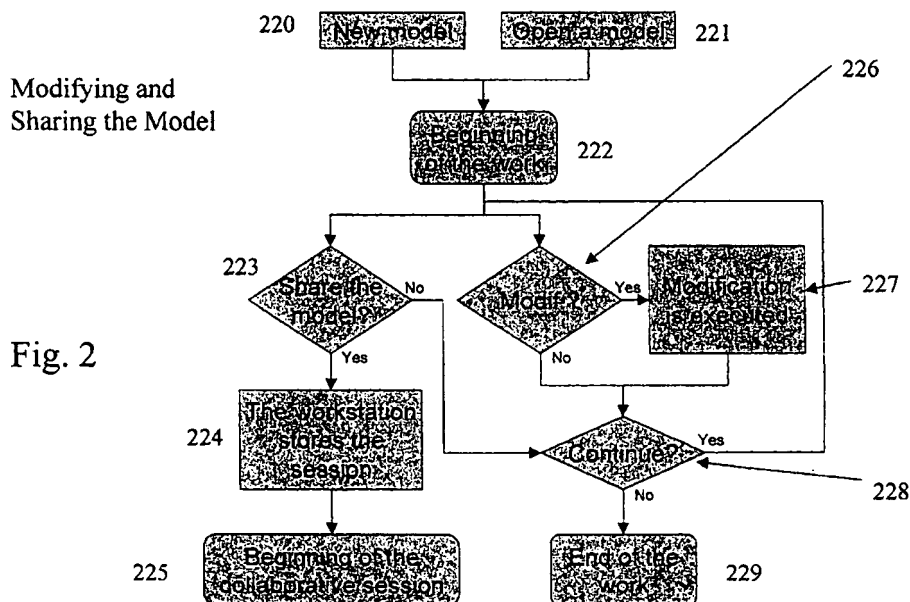 220
New model
Open a model
221
Modifying and
Sharing the Model
226
Beginning
of the work
222
223
Share the
model?
No
Yes
Modif ?
Yes
No
Modification
is executed
227
Fig. 2
224
The workstation
stores the
session
Continue?
Yes
No
228
225
Beginning of the
collaborative session
End of the
work
229